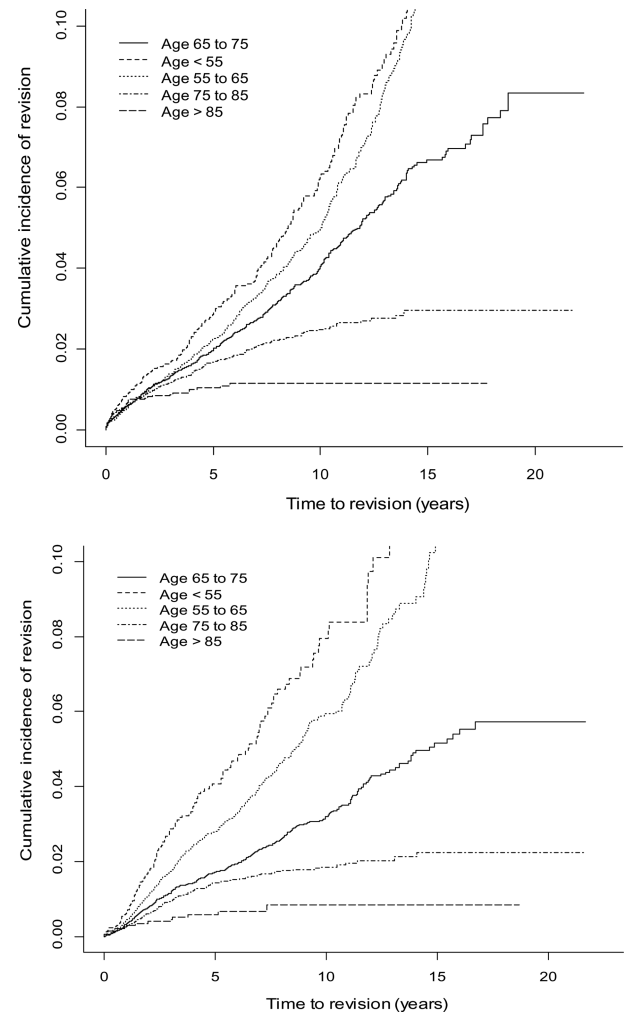 0.10
0.08
0.06
0.04
0.02
0.00
Cumulative incidence of revision
Age 65 to 75
Age < 55
Age 55 to 65
Age 75 to 85
Age > 85
0 5 10 15 20
Time to revision (years)
0.10
0.08
0.06
0.04
0.02
0.00
Cumulative incidence of revision
Age 65 to 75
Age < 55
Age 55 to 65
Age 75 to 85
Age > 85
0 5 10 15 20
Time to revision (years)